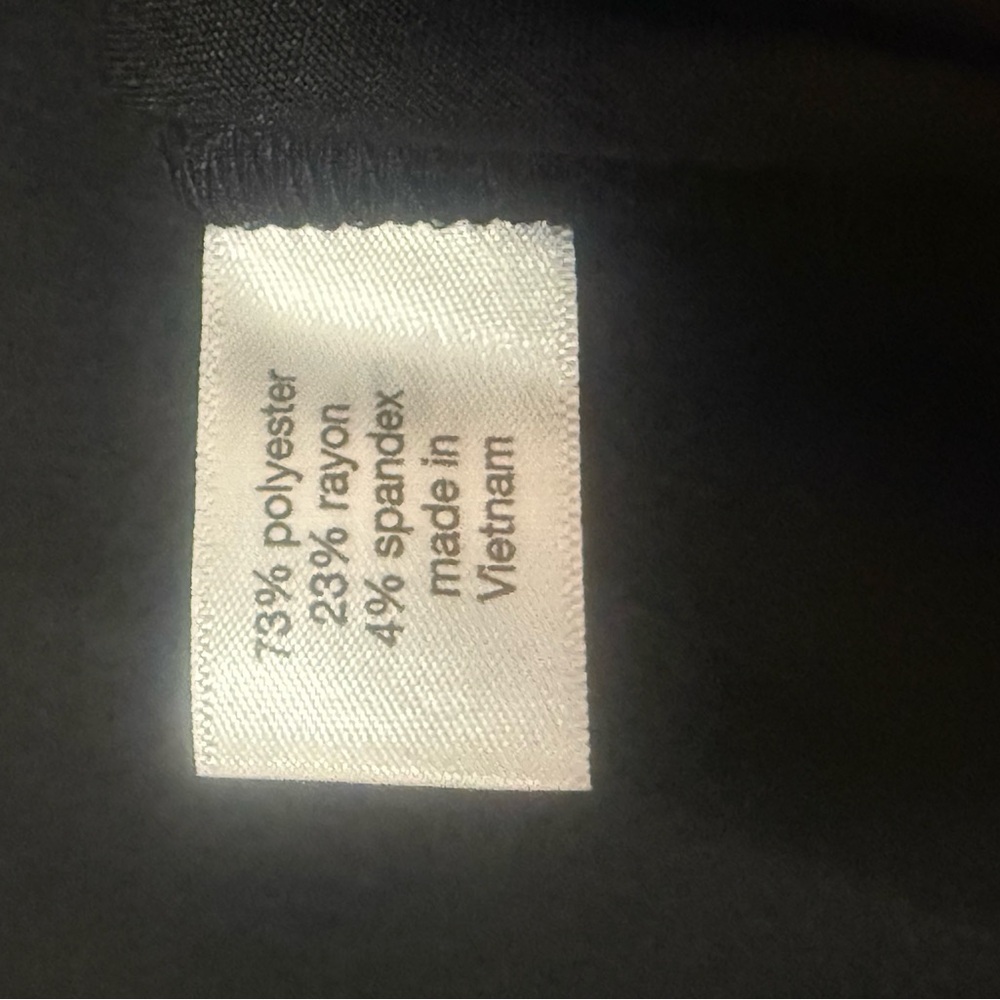 73% polyester
23% rayon
4% spandex
made in
Vietnam